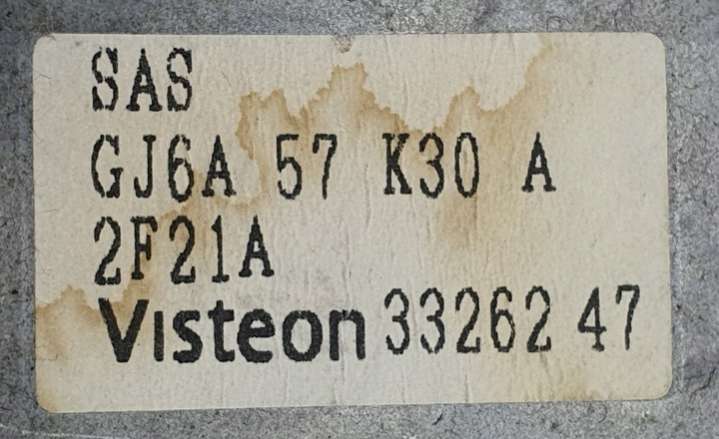 SAS
GJ6A 57 K30 A
2F21A
Visteon 33262 47